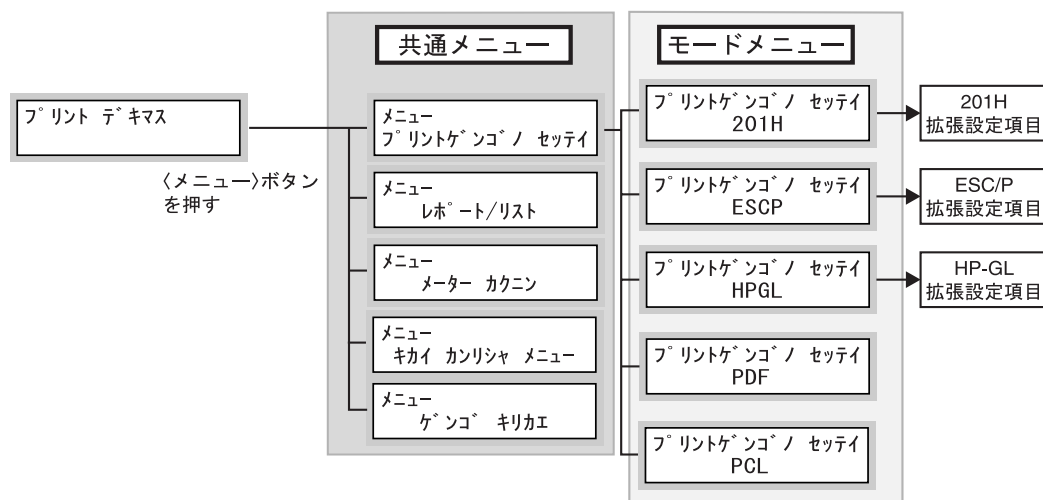 共通メニュー
モードメニュー
プリント デキマス
〈メニュー〉ボタン
を押す
メニュー
プリントゲンゴノ セッテイ
メニュー
レポート/リスト
メニュー
メーター カクニン
メニュー
キカイ カンリシャ メニュー
メニュー
ゲンゴ キリカエ
プリントゲンゴノ セッテイ
201H
プリントゲンゴノ セッテイ
ESCP
プリントゲンゴノ セッテイ
HPGL
プリントゲンゴノ セッテイ
PDF
プリントゲンゴノ セッテイ
PCL
201H
拡張設定項目
ESC/P
拡張設定項目
HP-GL
拡張設定項目